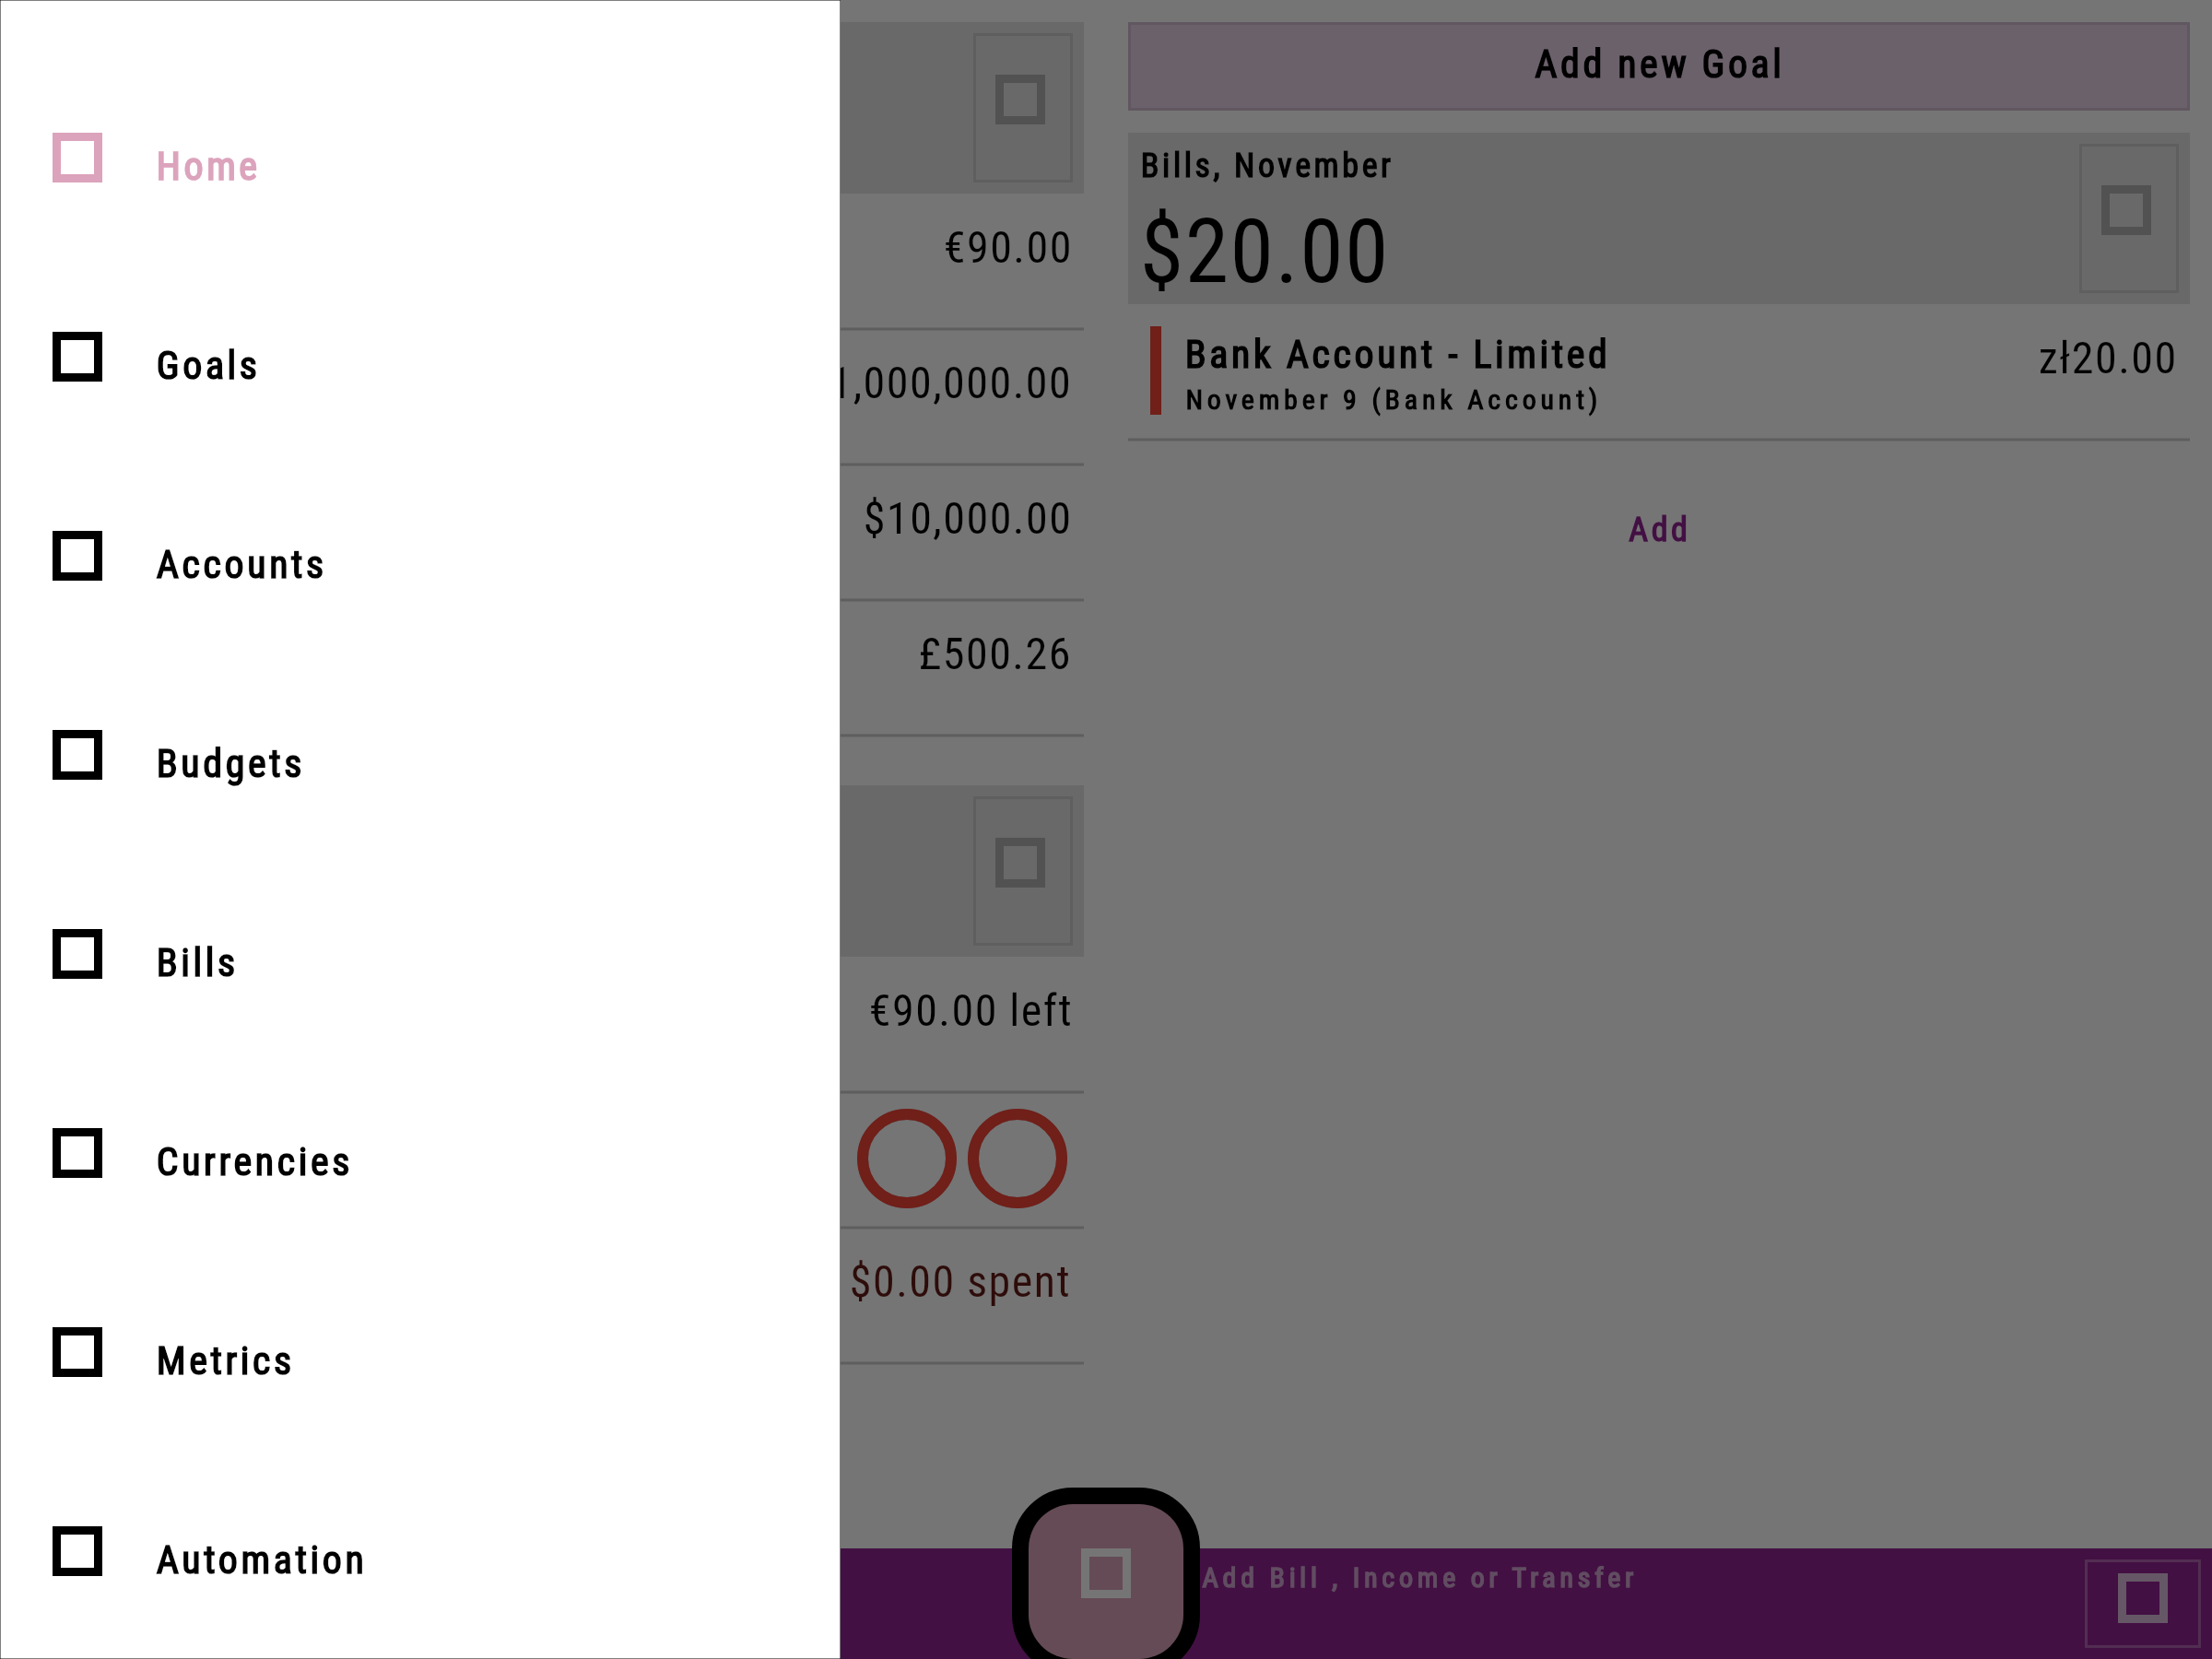 Home
Goals
Accounts
Budgets
Bills
Currencies
Metrics
Automation
€90.00
1,000,000.00
$10,000.00
£500.26
€90.00 left
$0.00 spent
Add new Goal
Bills, November
$20.00
Bank Account - Limited
zł20.00
November 9 (Bank Account)
Add
Add Bill , Income or Transfer